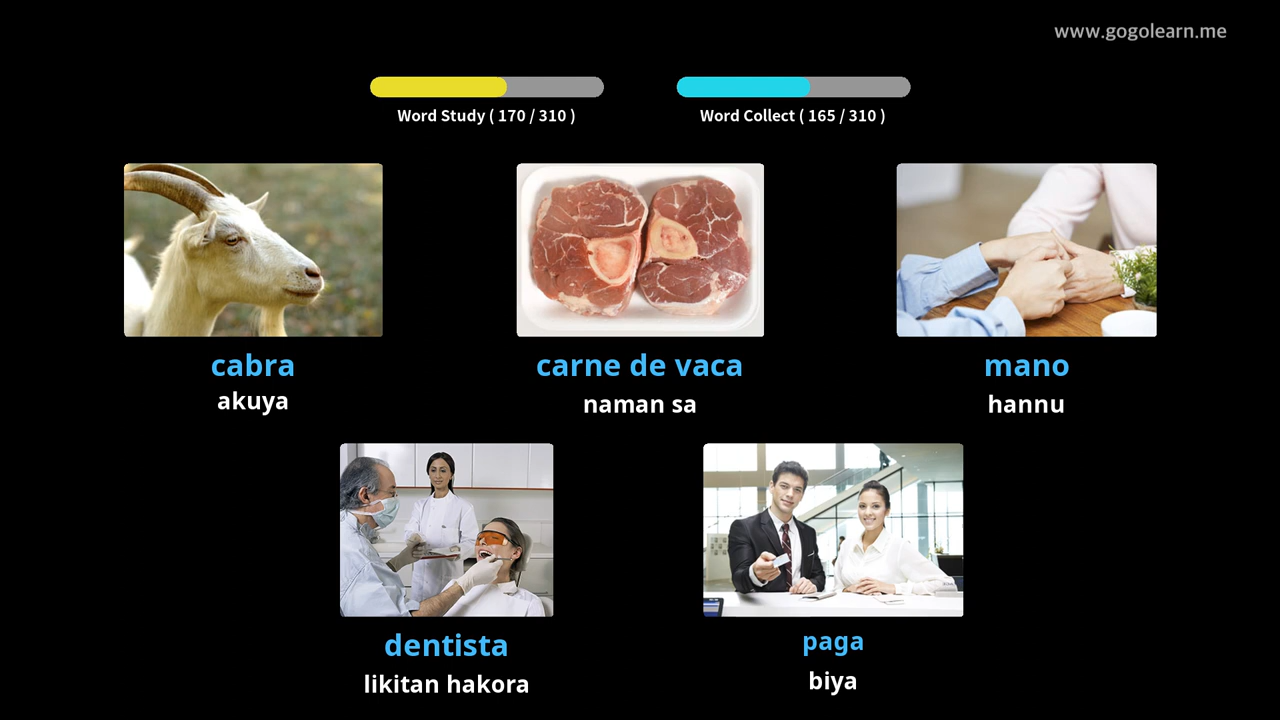 www.gogolearn.me
Word Study ( 170 / 310 )
Word Collect ( 165 / 310 )
cabra
akuya
carne de vaca
naman sa
mano
hannu
dentista
likitan hakora
paga
biya